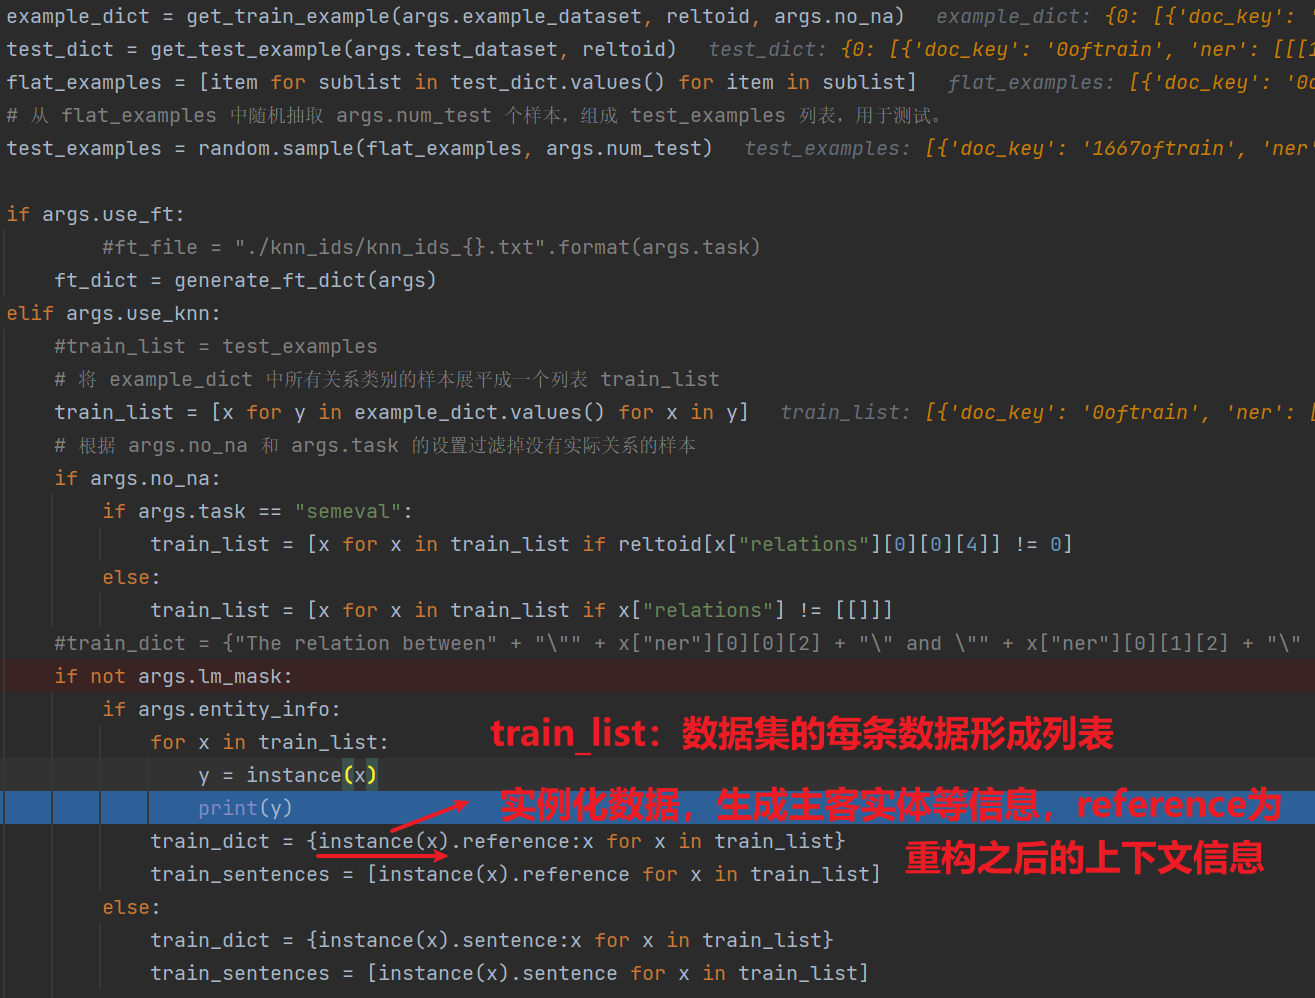 example_dict = get_train_example(args.example_dataset, reltoid, args.no_na)   example_dict: {0: [{'doc_key': '
test_dict = get_test_example(args.test_dataset, reltoid)   test_dict: {0: [{'doc_key': '0oftrain', 'ner': [[[1
flat_examples = [item for sublist in test_dict.values() for item in sublist]   flat_examples: [{'doc_key': '0o
# 从 flat_examples 中随机抽取 args.num_test 个样本，组成 test_examples 列表，用于测试。
test_examples = random.sample(flat_examples, args.num_test)   test_examples: [{'doc_key': '1667oftrain', 'ner'
if args.use_ft:
        #ft_file = "./knn_ids/knn_ids_{}.txt".format(args.task)
    ft_dict = generate_ft_dict(args)
elif args.use_knn:
    #train_list = test_examples
    # 将 example_dict 中所有关系类别的样本展平成一个列表 train_list
    train_list = [x for y in example_dict.values() for x in y]   train_list: [{'doc_key': '0oftrain', 'ner': [
    # 根据 args.no_na 和 args.task 的设置过滤掉没有实际关系的样本
    if args.no_na:
        if args.task == "semeval":
            train_list = [x for x in train_list if reltoid[x["relations"][0][0][4]] != 0]
        else:
            train_list = [x for x in train_list if x["relations"] != [[]]]
    #train_dict = {"The relation between" + "\"" + x["ner"][0][0][2] + "\" and \"" + x["ner"][0][1][2] + "\"
    if not args.lm_mask:
        if args.entity_info:
            for x in train_list:
train_list：数据集的每条数据形成列表
                y = instance(x)
                print(y)
实例化数据，生成主客实体等信息，reference为
            train_dict = {instance(x).reference:x for x in train_list}
重构之后的上下文信息
            train_sentences = [instance(x).reference for x in train_list]
        else:
            train_dict = {instance(x).sentence:x for x in train_list}
            train_sentences = [instance(x).sentence for x in train_list]